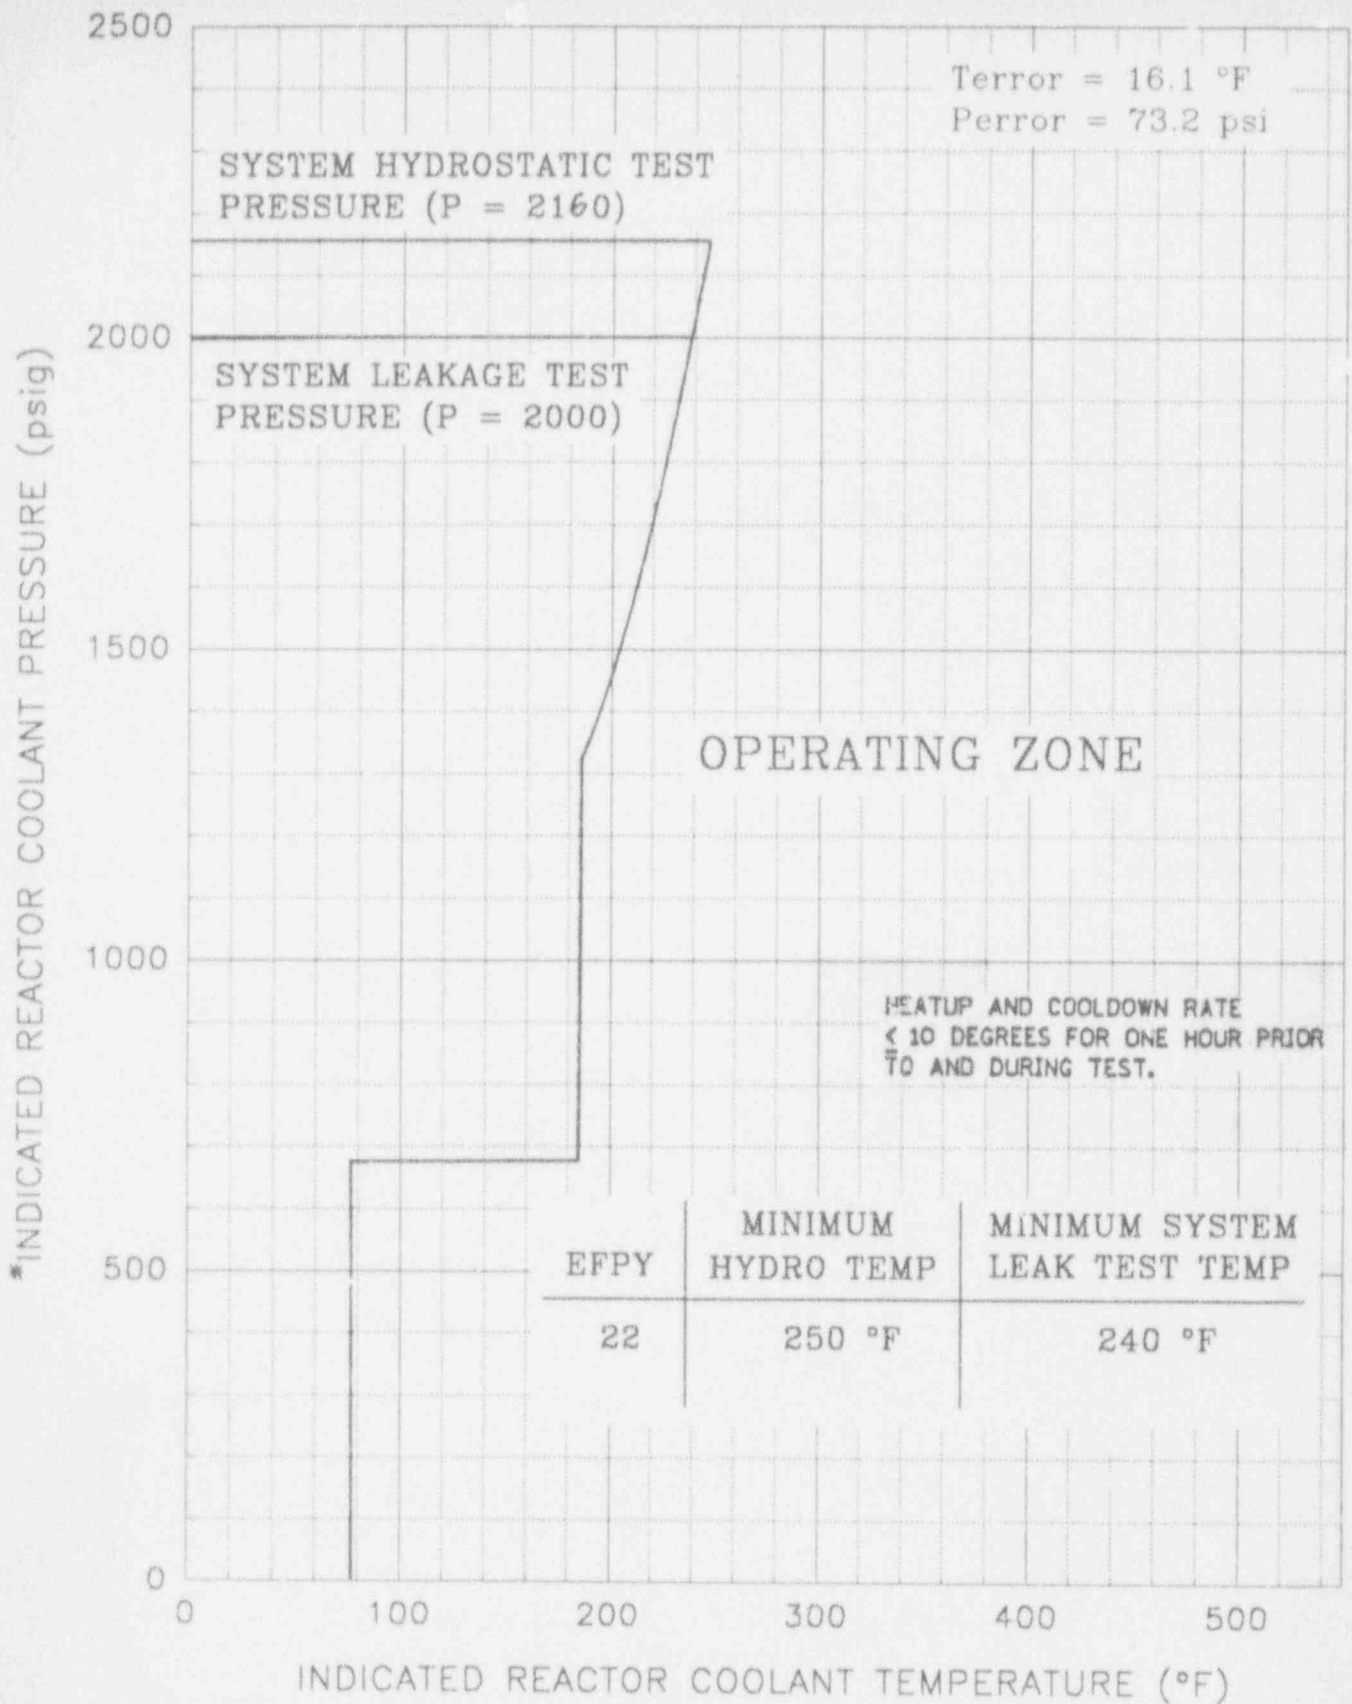 2500
Terror = 16.1 °F
Perror = 73.2 psi
SYSTEM HYDROSTATIC TEST
PRESSURE (P = 2160)
2000
SYSTEM LEAKAGE TEST
PRESSURE (P = 2000)
*INDICATED REACTOR COOLANT PRESSURE (psig)
1500
OPERATING ZONE
1000
HEATUP AND COOLDOWN RATE
≤ 10 DEGREES FOR ONE HOUR PRIOR
TO AND DURING TEST.
500
EFPY MINIMUM HYDRO TEMP MINIMUM SYSTEM LEAK TEST TEMP
22 250 °F 240 °F
0
0 100 200 300 400 500
INDICATED REACTOR COOLANT TEMPERATURE (°F)